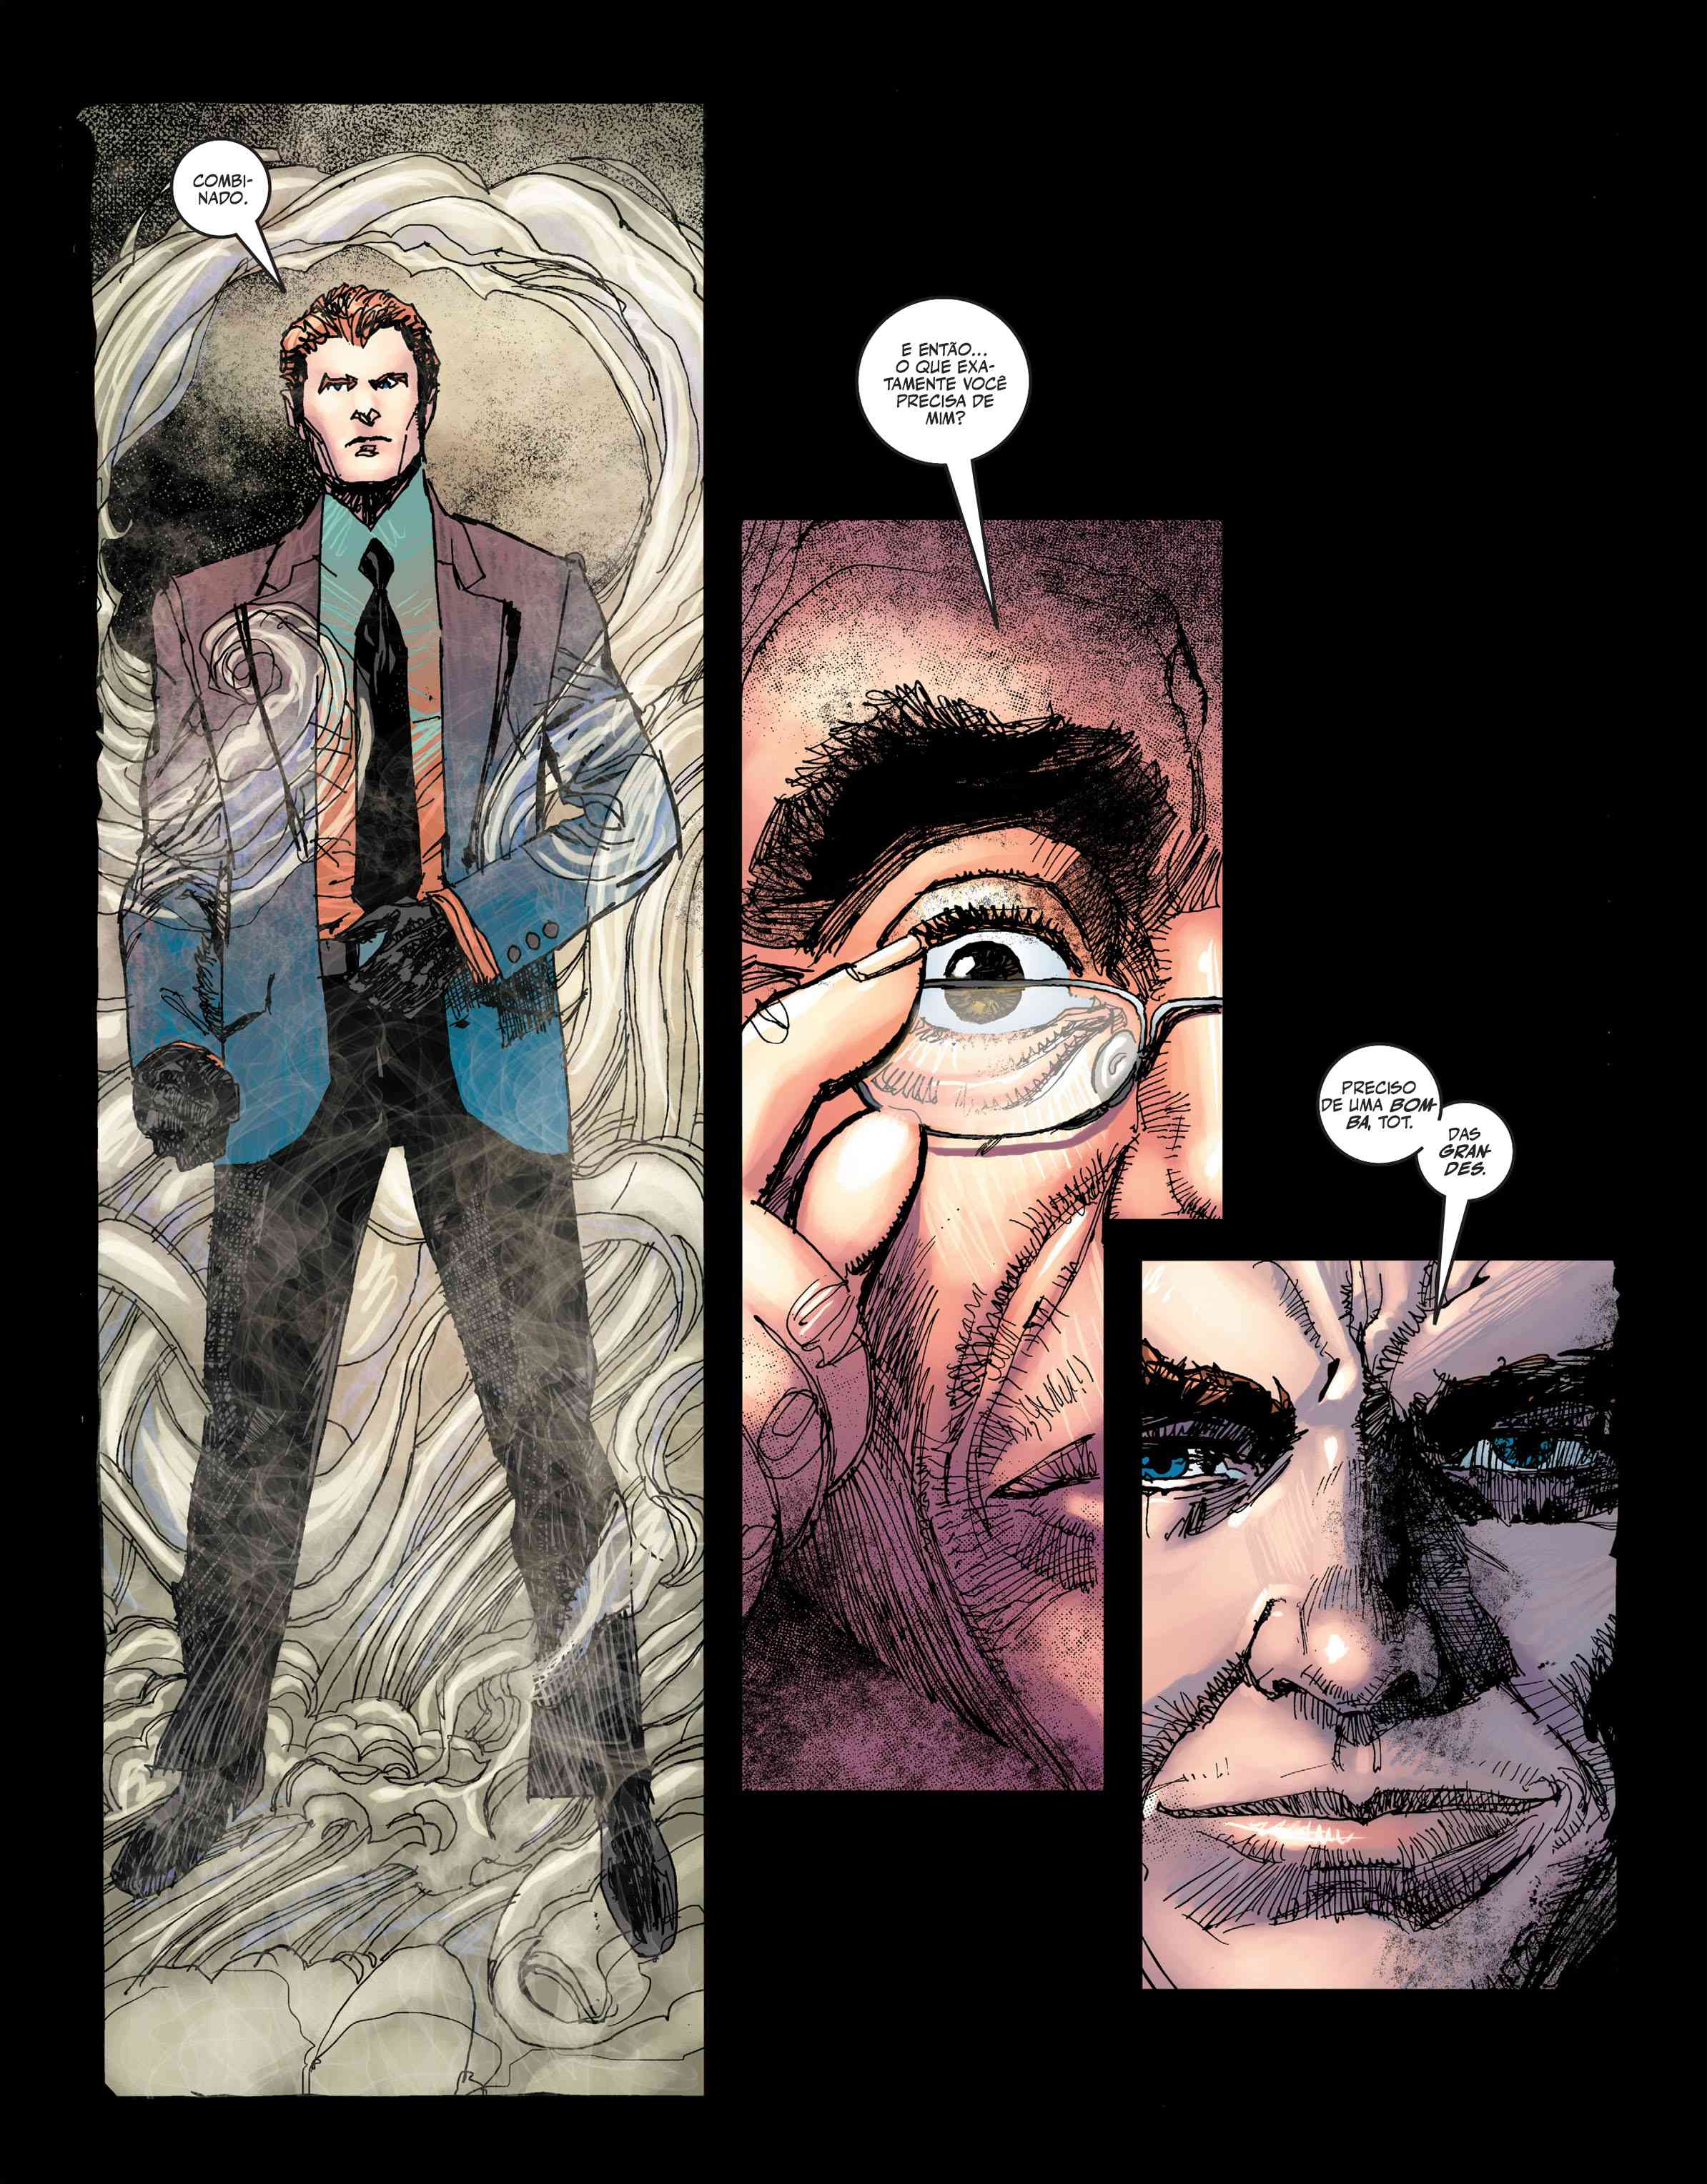 COMBI-
NADO.
E ENTÃO...
O QUE EXA-
TAMENTE VOCÊ
PRECISA DE
MIM?
PRECISO
DE UMA BOM-
BA, TOT.
DAS
GRAN-
DES.